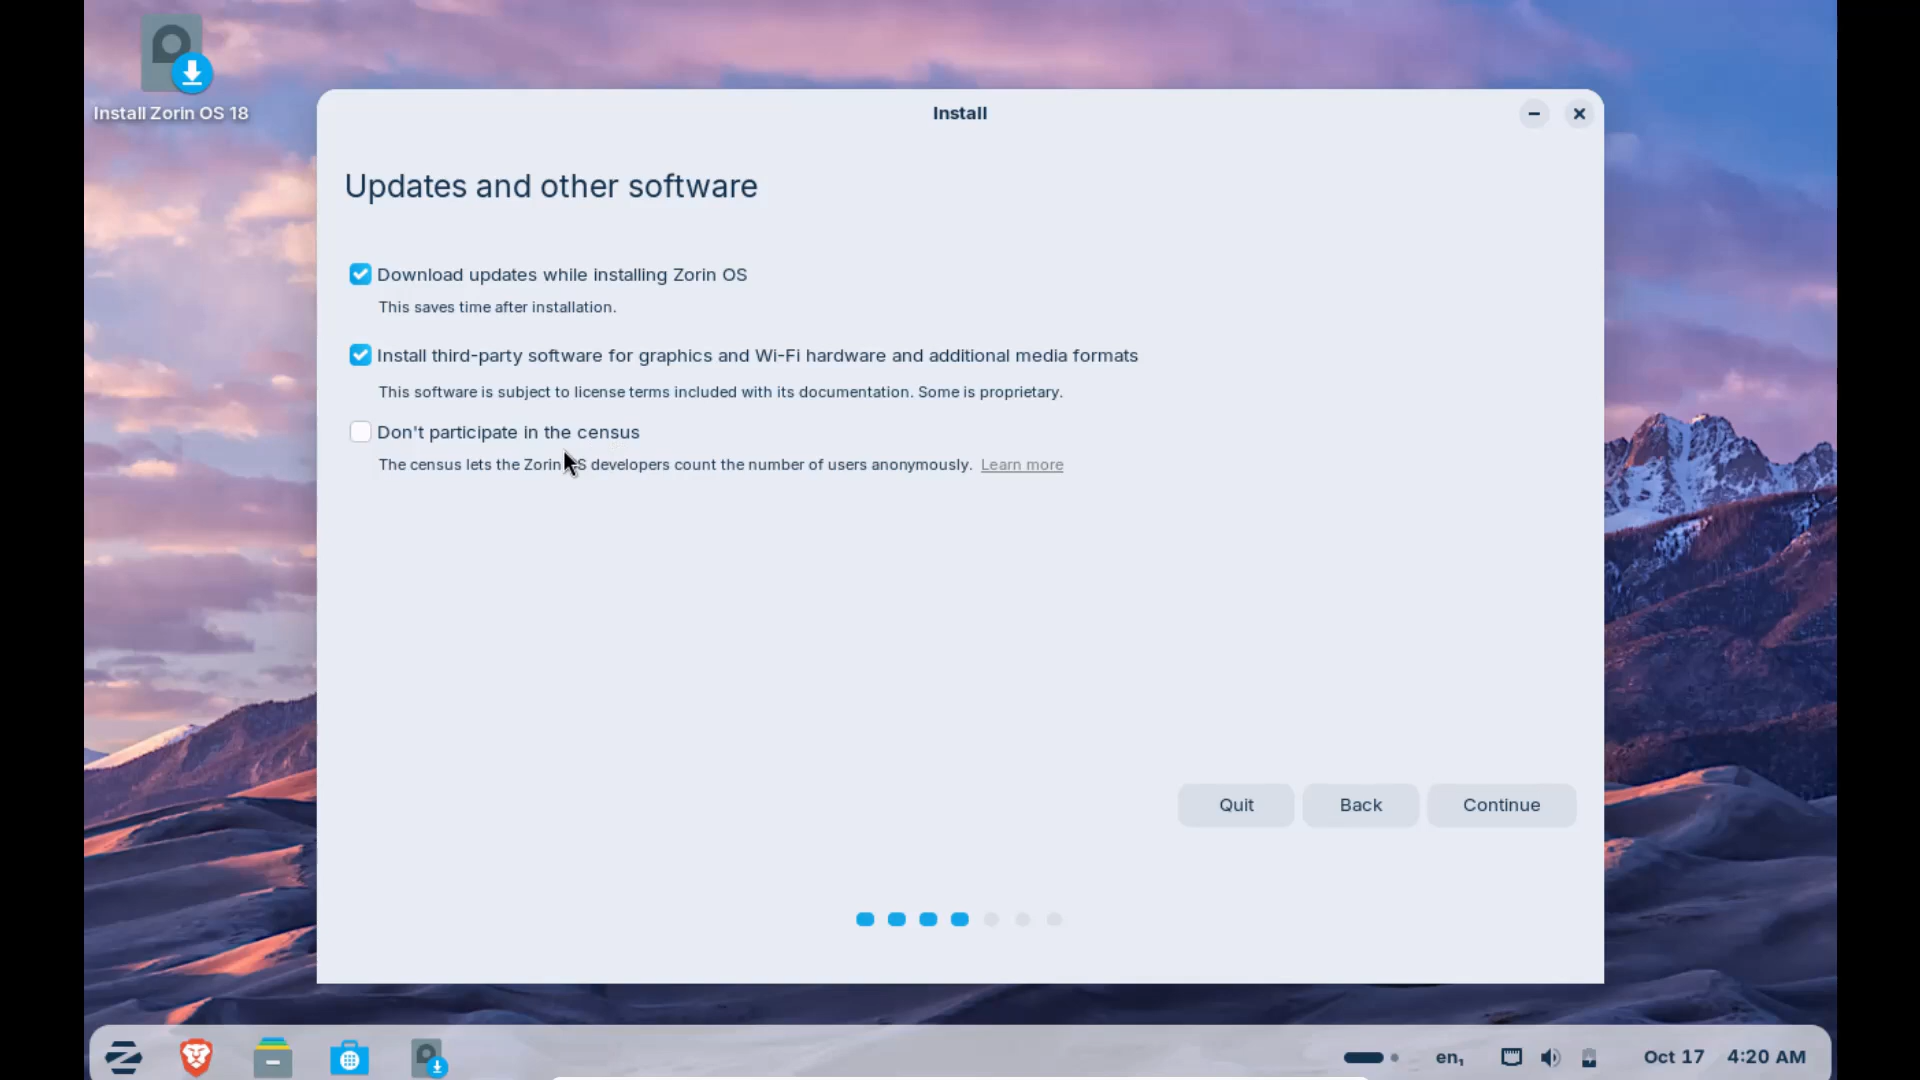 Install Zorin OS 18
Install
Updates and other software
Download updates while installing Zorin OS
This saves time after installation.
Install third-party software for graphics and Wi-Fi hardware and additional media formats
This software is subject to license terms included with its documentation. Some is proprietary.
Don't participate in the census
The census lets the Zorin OS developers count the number of users anonymously. Learn more
Quit
Back
Continue
en₁
Oct 17 4:20 AM